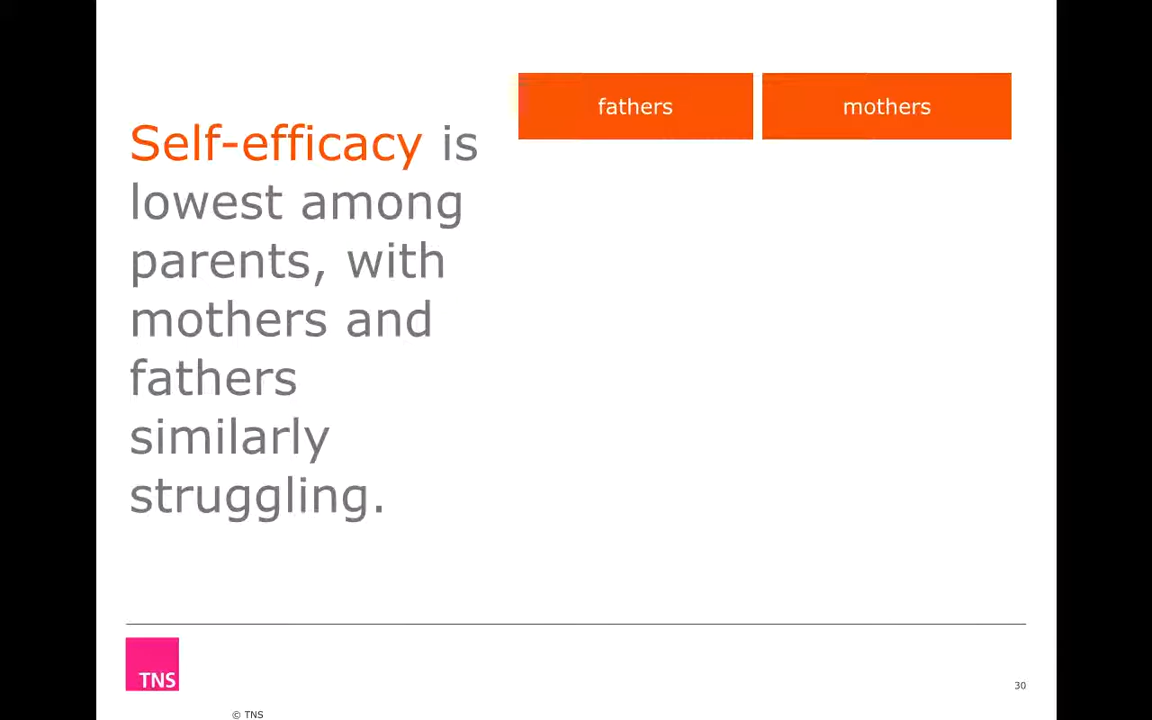 fathers
mothers
Self-efficacy is
lowest among
parents, with
mothers and
fathers
similarly
struggling.
TNS
30
© TNS